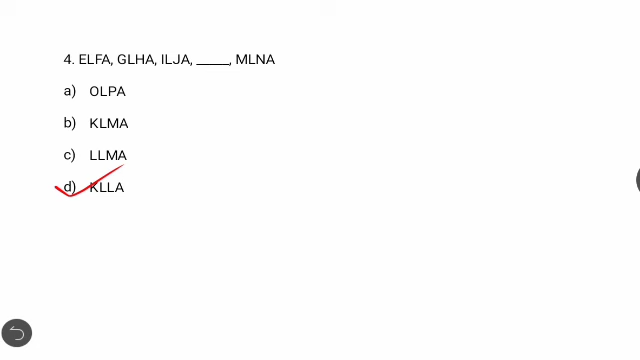 4. ELFA, GLHA, ILJA, _____, MLNA
a) OLPA
b) KLMA
c) LLMA
d) KLLA